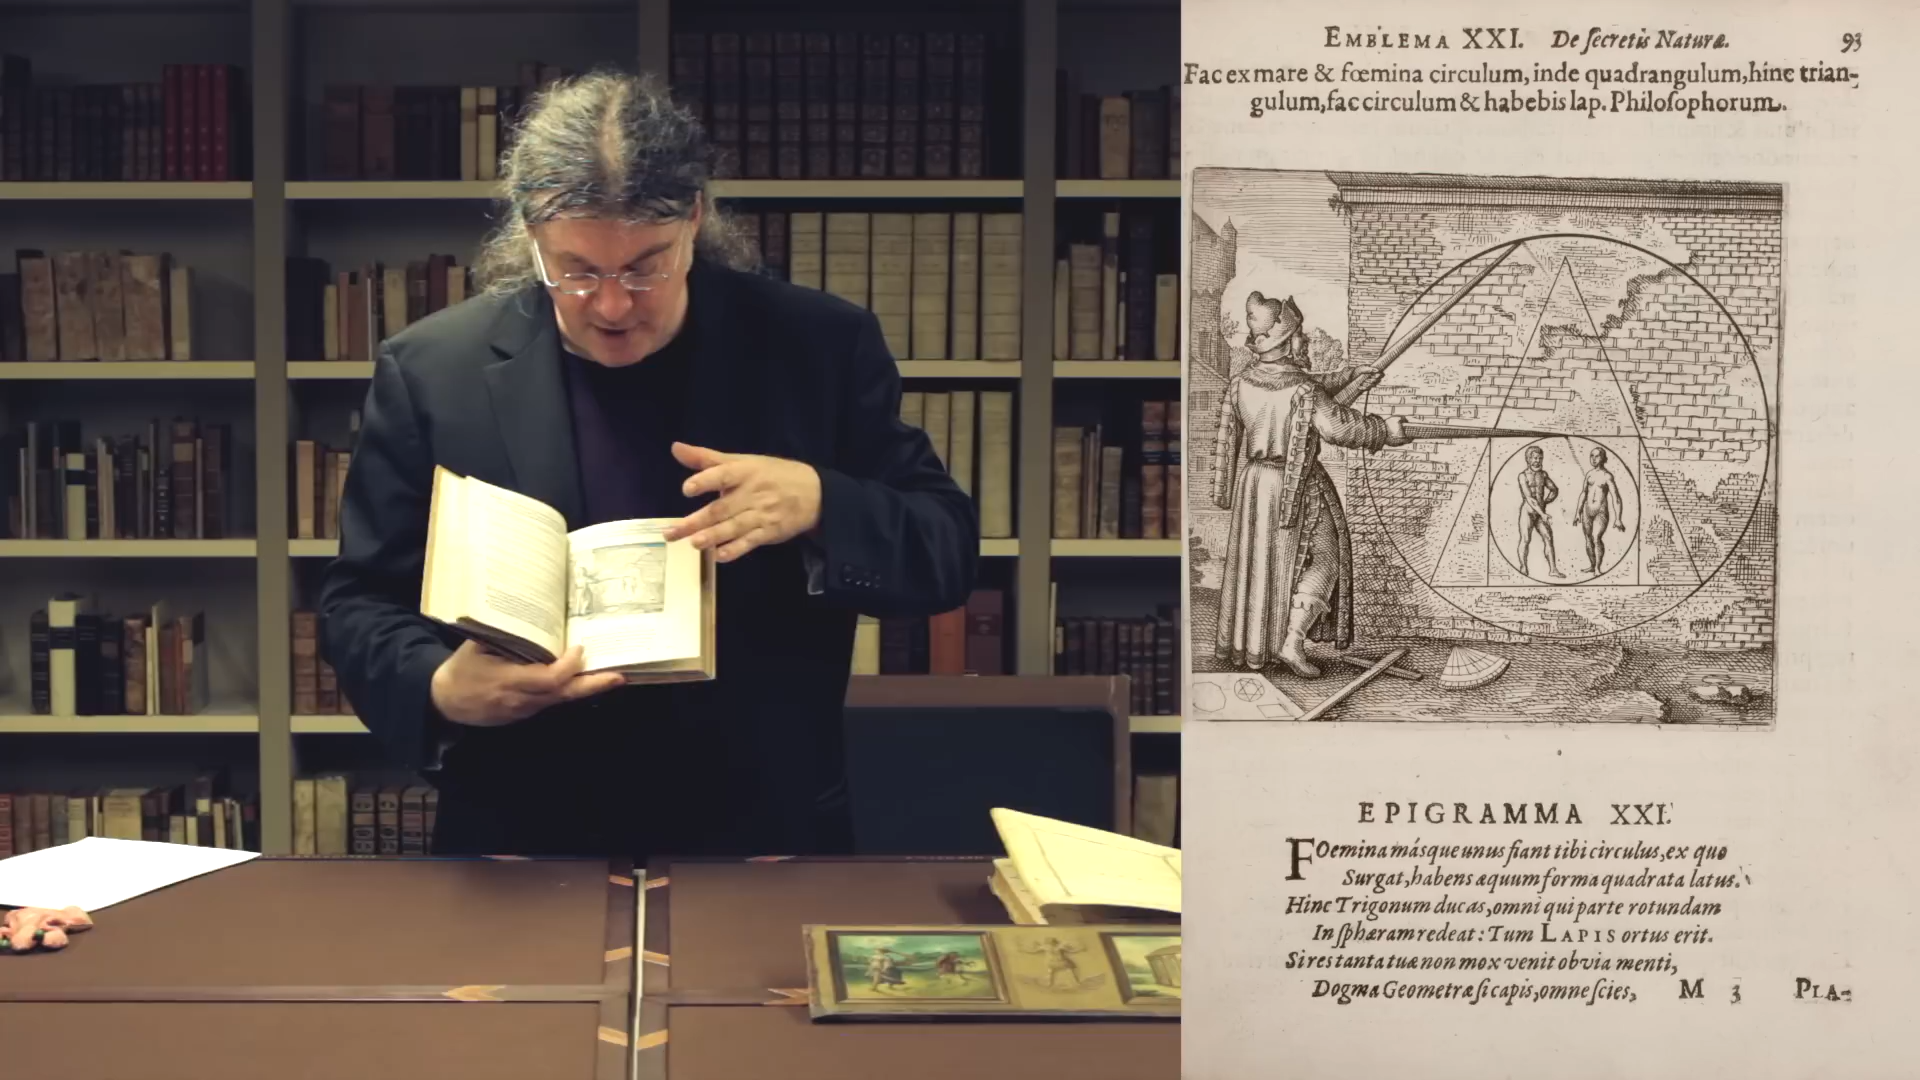 EMBLEMA XXI. De ſecretis Naturæ. 93
Fac ex mare & fœmina circulum, inde quadrangulum, hinc trian-
gulum, fac circulum & habebis lap. Philoſophorum.
EPIGRAMMA XXI.
FOemina másque unus fiant tibi circulus, ex quo
Surgat, habens æquum forma quadrata latus.
Hinc Trigonum ducas, omni qui parte rotundam
In ſphæram redeat: Tum LAPIS ortus erit.
Si res tanta tuæ non mox venit obvia menti,
Dogma Geometræ ſi capis, omne ſcies,
M 3 PLA-